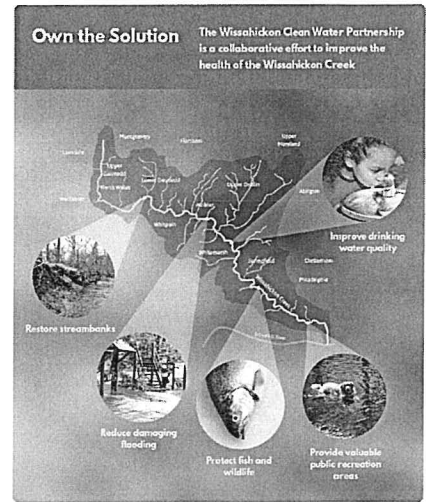 Own the Solution
The Wissahickon Clean Water Partnership
is a collaborative effort to improve the
health of the Wissahickon Creek
Montgomery
Horsham
Upper
Moreland
Lansdale
Upper
Gwynedd
Lower Gwynedd
North Wales
Upper Dublin
Abington
Ambler
Whitpain
Whitemarsh
Springfield
Cheltenham
Philadelphia
Wissahickon Creek
Improve drinking
water quality
Restore streambanks
Reduce damaging
flooding
Protect fish and
wildlife
Provide valuable
public recreation
areas